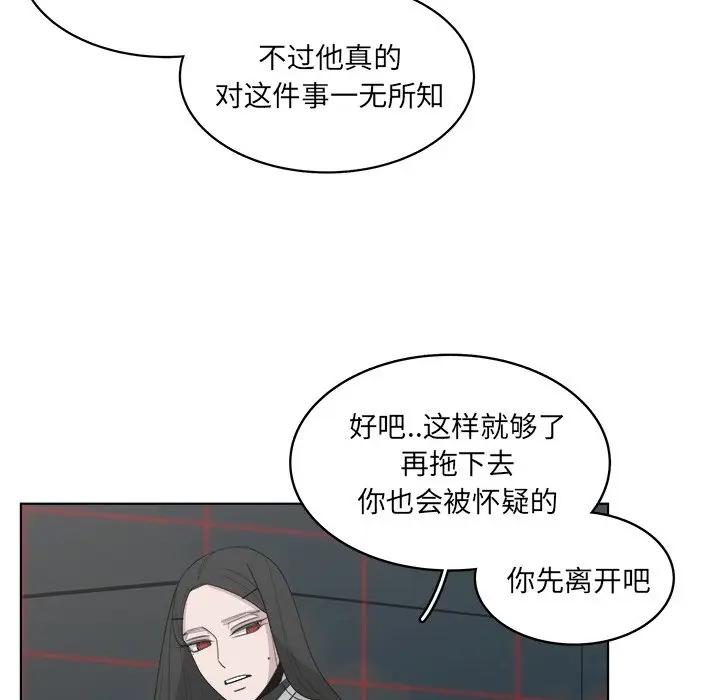 不过他真的
对这件事一无所知
好吧..这样就够了
再拖下去
你也会被怀疑的
你先离开吧